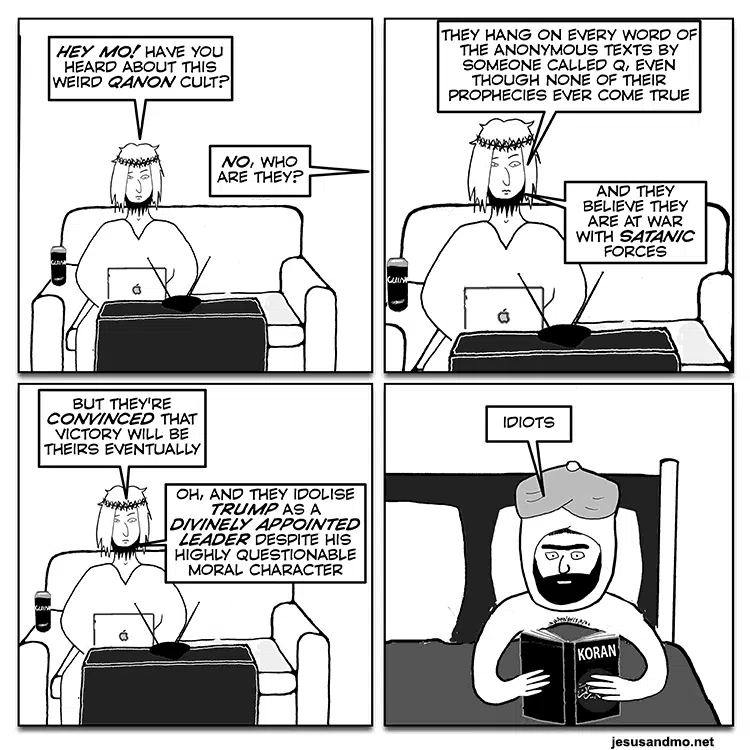 HEY MO! HAVE YOU
HEARD ABOUT THIS
WEIRD QANON CULT?
NO, WHO
ARE THEY?
THEY HANG ON EVERY WORD OF
THE ANONYMOUS TEXTS BY
SOMEONE CALLED Q, EVEN
THOUGH NONE OF THEIR
PROPHECIES EVER COME TRUE
AND THEY
BELIEVE THEY
ARE AT WAR
WITH SATANIC
FORCES
BUT THEY'RE
CONVINCED THAT
VICTORY WILL BE
THEIRS EVENTUALLY
OH, AND THEY IDOLISE
TRUMP AS A
DIVINELY APPOINTED
LEADER DESPITE HIS
HIGHLY QUESTIONABLE
MORAL CHARACTER
IDIOTS
KORAN
jesusandmo.net